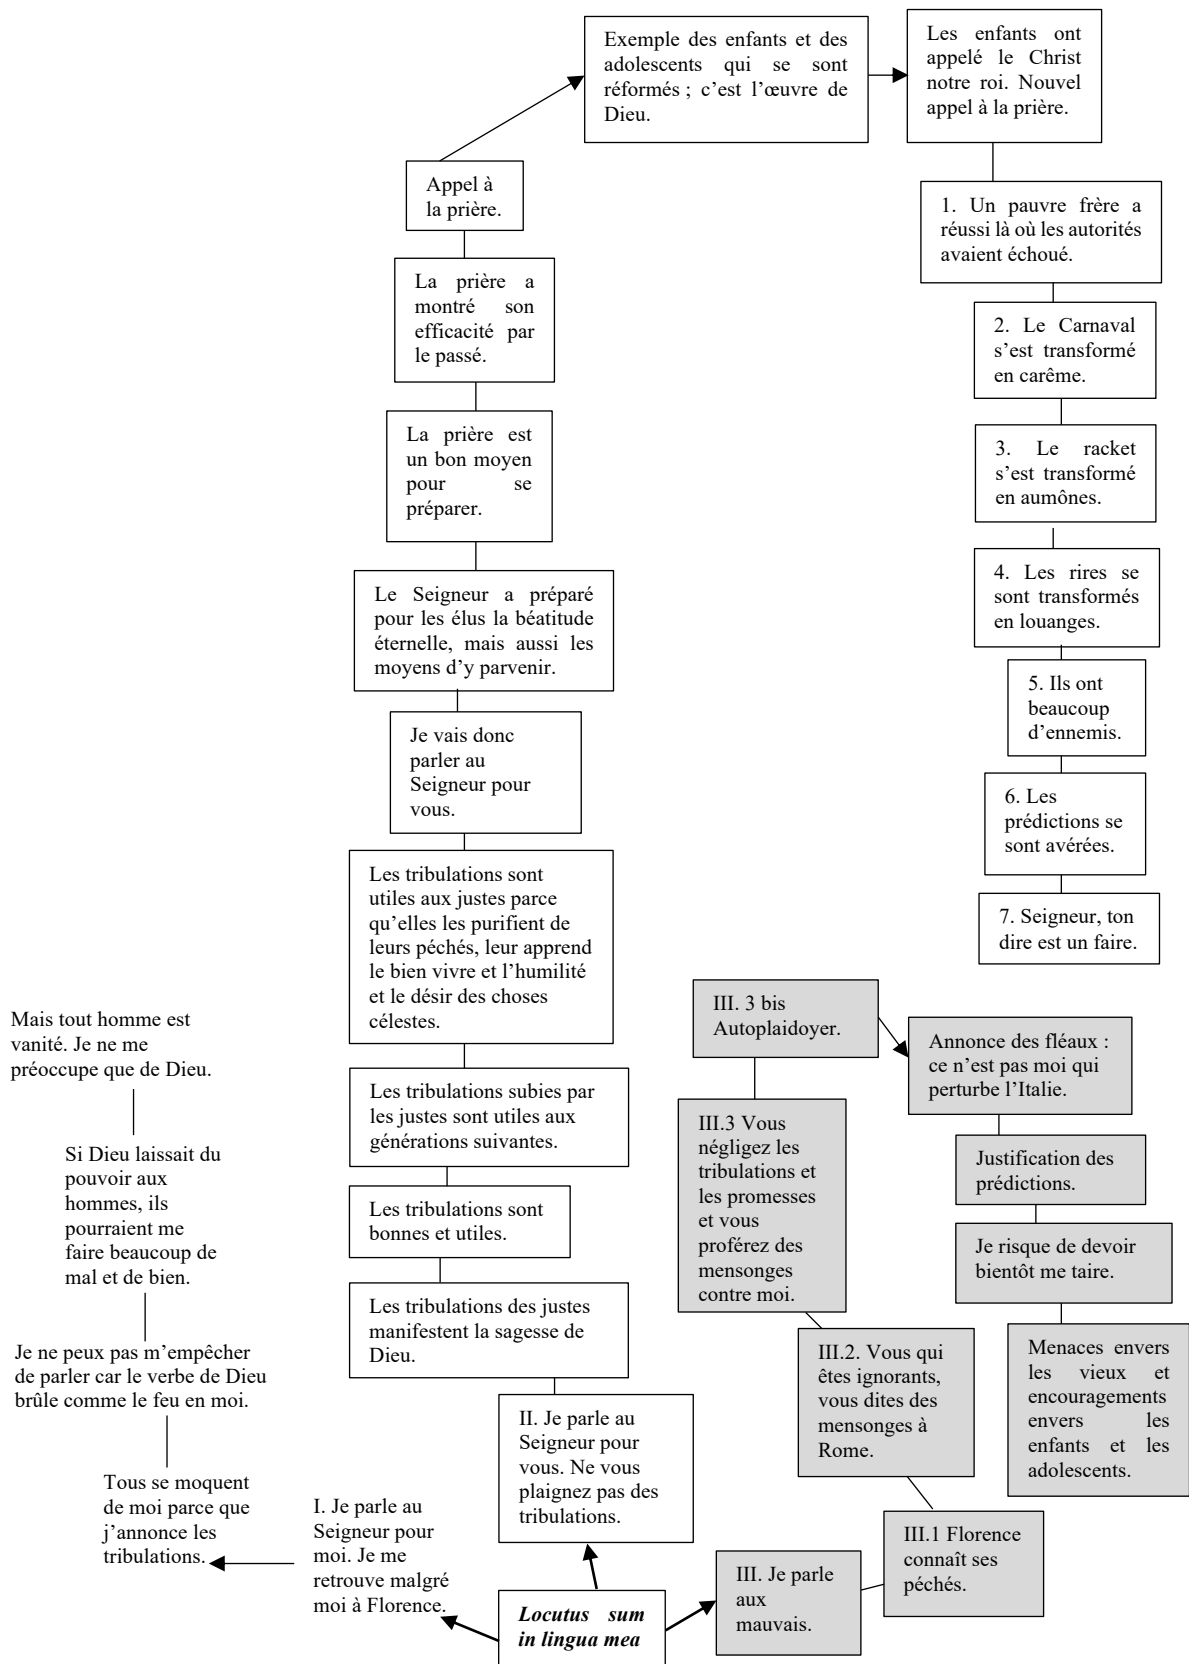 Exemple des enfants et des
adolescents qui se sont
réformés ; c’est l’œuvre de
Dieu.
Les enfants ont
appelé le Christ
notre roi. Nouvel
appel à la prière.
Appel à
la prière.
1. Un pauvre frère a
réussi là où les autorités
avaient échoué.
La prière a
montré son
efficacité par
le passé.
2. Le Carnaval
s’est transformé
en carême.
La prière est
un bon moyen
pour se
préparer.
3. Le racket
s’est transformé
en aumônes.
4. Les rires se
sont transformés
en louanges.
Le Seigneur a préparé
pour les élus la béatitude
éternelle, mais aussi les
moyens d’y parvenir.
5. Ils ont
beaucoup
d’ennemis.
Je vais donc
parler au
Seigneur pour
vous.
6. Les
prédictions se
sont avérées.
Les tribulations sont
utiles aux justes parce
qu’elles les purifient de
leurs péchés, leur apprend
le bien vivre et l’humilité
et le désir des choses
célestes.
7. Seigneur, ton
dire est un faire.
III. 3 bis
Autoplaidoyer.
Annonce des fléaux :
ce n’est pas moi qui
perturbe l’Italie.
Mais tout homme est
vanité. Je ne me
préoccupe que de Dieu.
Les tribulations subies par
les justes sont utiles aux
générations suivantes.
III.3 Vous
négligez les
tribulations et
les promesses
et vous
proférez des
mensonges
contre moi.
Justification des
prédictions.
Si Dieu laissait du
pouvoir aux
hommes, ils
pourraient me
faire beaucoup de
mal et de bien.
Les tribulations sont
bonnes et utiles.
Je risque de devoir
bientôt me taire.
Les tribulations des justes
manifestent la sagesse de
Dieu.
III.2. Vous qui
êtes ignorants,
vous dites des
mensonges à
Rome.
Menaces envers
les vieux et
encouragements
envers les
enfants et les
adolescents.
Je ne peux pas m’empêcher
de parler car le verbe de Dieu
brûle comme le feu en moi.
II. Je parle au
Seigneur pour
vous. Ne vous
plaignez pas des
tribulations.
Tous se moquent
de moi parce que
j’annonce les
tribulations.
I. Je parle au
Seigneur pour
moi. Je me
retrouve malgré
moi à Florence.
III.1 Florence
connaît ses
péchés.
III. Je parle
aux
mauvais.
Locutus sum
in lingua mea